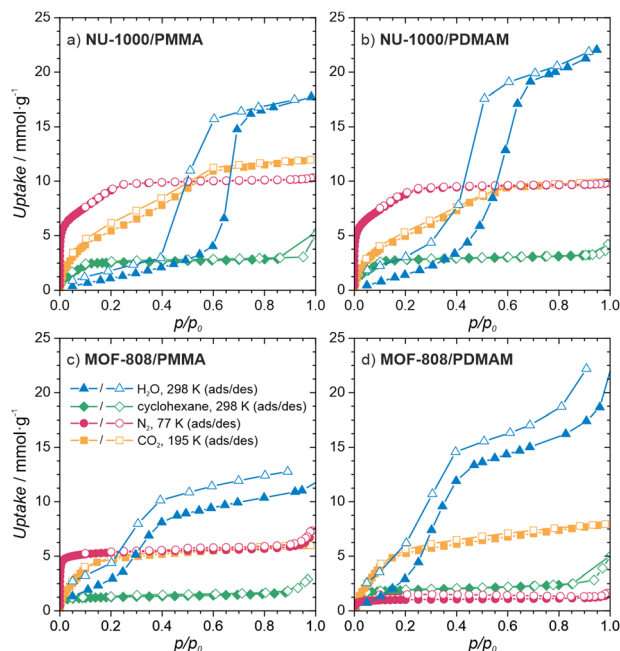 a) NU-1000/PMMA
b) NU-1000/PDMAM
Uptake / mmol·g⁻¹
25
20
15
10
5
0
0.0 0.2 0.4 0.6 0.8 1.0
p/p₀
25
20
15
10
5
0
0.0 0.2 0.4 0.6 0.8 1.0
p/p₀
c) MOF-808/PMMA
d) MOF-808/PDMAM
/ H₂O, 298 K (ads/des)
/ cyclohexane, 298 K (ads/des)
/ N₂, 77 K (ads/des)
/ CO₂, 195 K (ads/des)
Uptake / mmol·g⁻¹
25
20
15
10
5
0
0.0 0.2 0.4 0.6 0.8 1.0
p/p₀
25
20
15
10
5
0
0.0 0.2 0.4 0.6 0.8 1.0
p/p₀